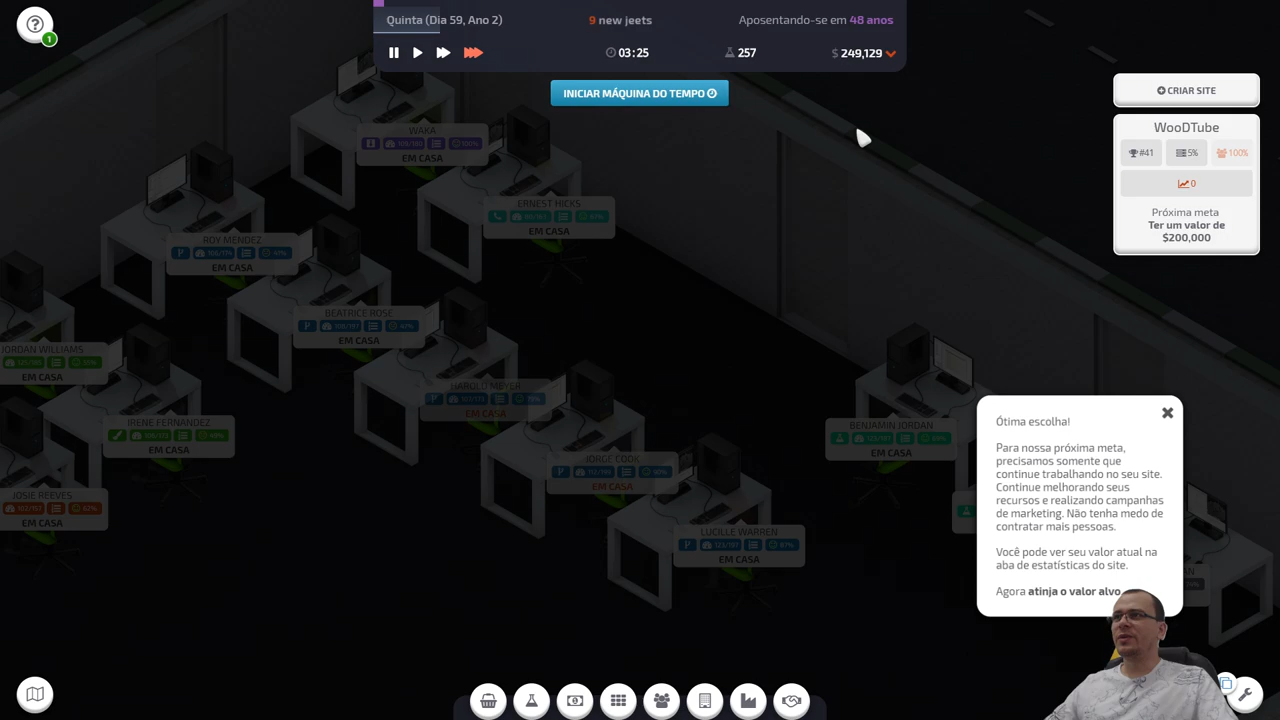 Quinta (Dia 59, Ano 2)
9 new jeets
Aposentando-se em 48 anos
03:25
257
$ 249,129
1
INICIAR MÁQUINA DO TEMPO
CRIAR SITE
WooDTube
#41
5%
100%
0
Próxima meta
Ter um valor de
$200,000
WAKA
100%
EM CASA
ERNEST HICKS
EM CASA
ROY MENDEZ
EM CASA
BEATRICE ROSE
EM CASA
JORDAN WILLIAMS
EM CASA
HAROLD MEYER
EM CASA
IRENE FERNANDEZ
EM CASA
BENJAMIN JORDAN
EM CASA
JORGE COOK
EM CASA
JOSIE REEVES
EM CASA
LUCILLE WARREN
EM CASA
Ótima escolha!
Para nossa próxima meta,
precisamos somente que
continue trabalhando no seu site.
Continue melhorando seus
recursos e realizando campanhas
de marketing. Não tenha medo de
contratar mais pessoas.
Você pode ver seu valor atual na
aba de estatísticas do site.
Agora atinja o valor alvo